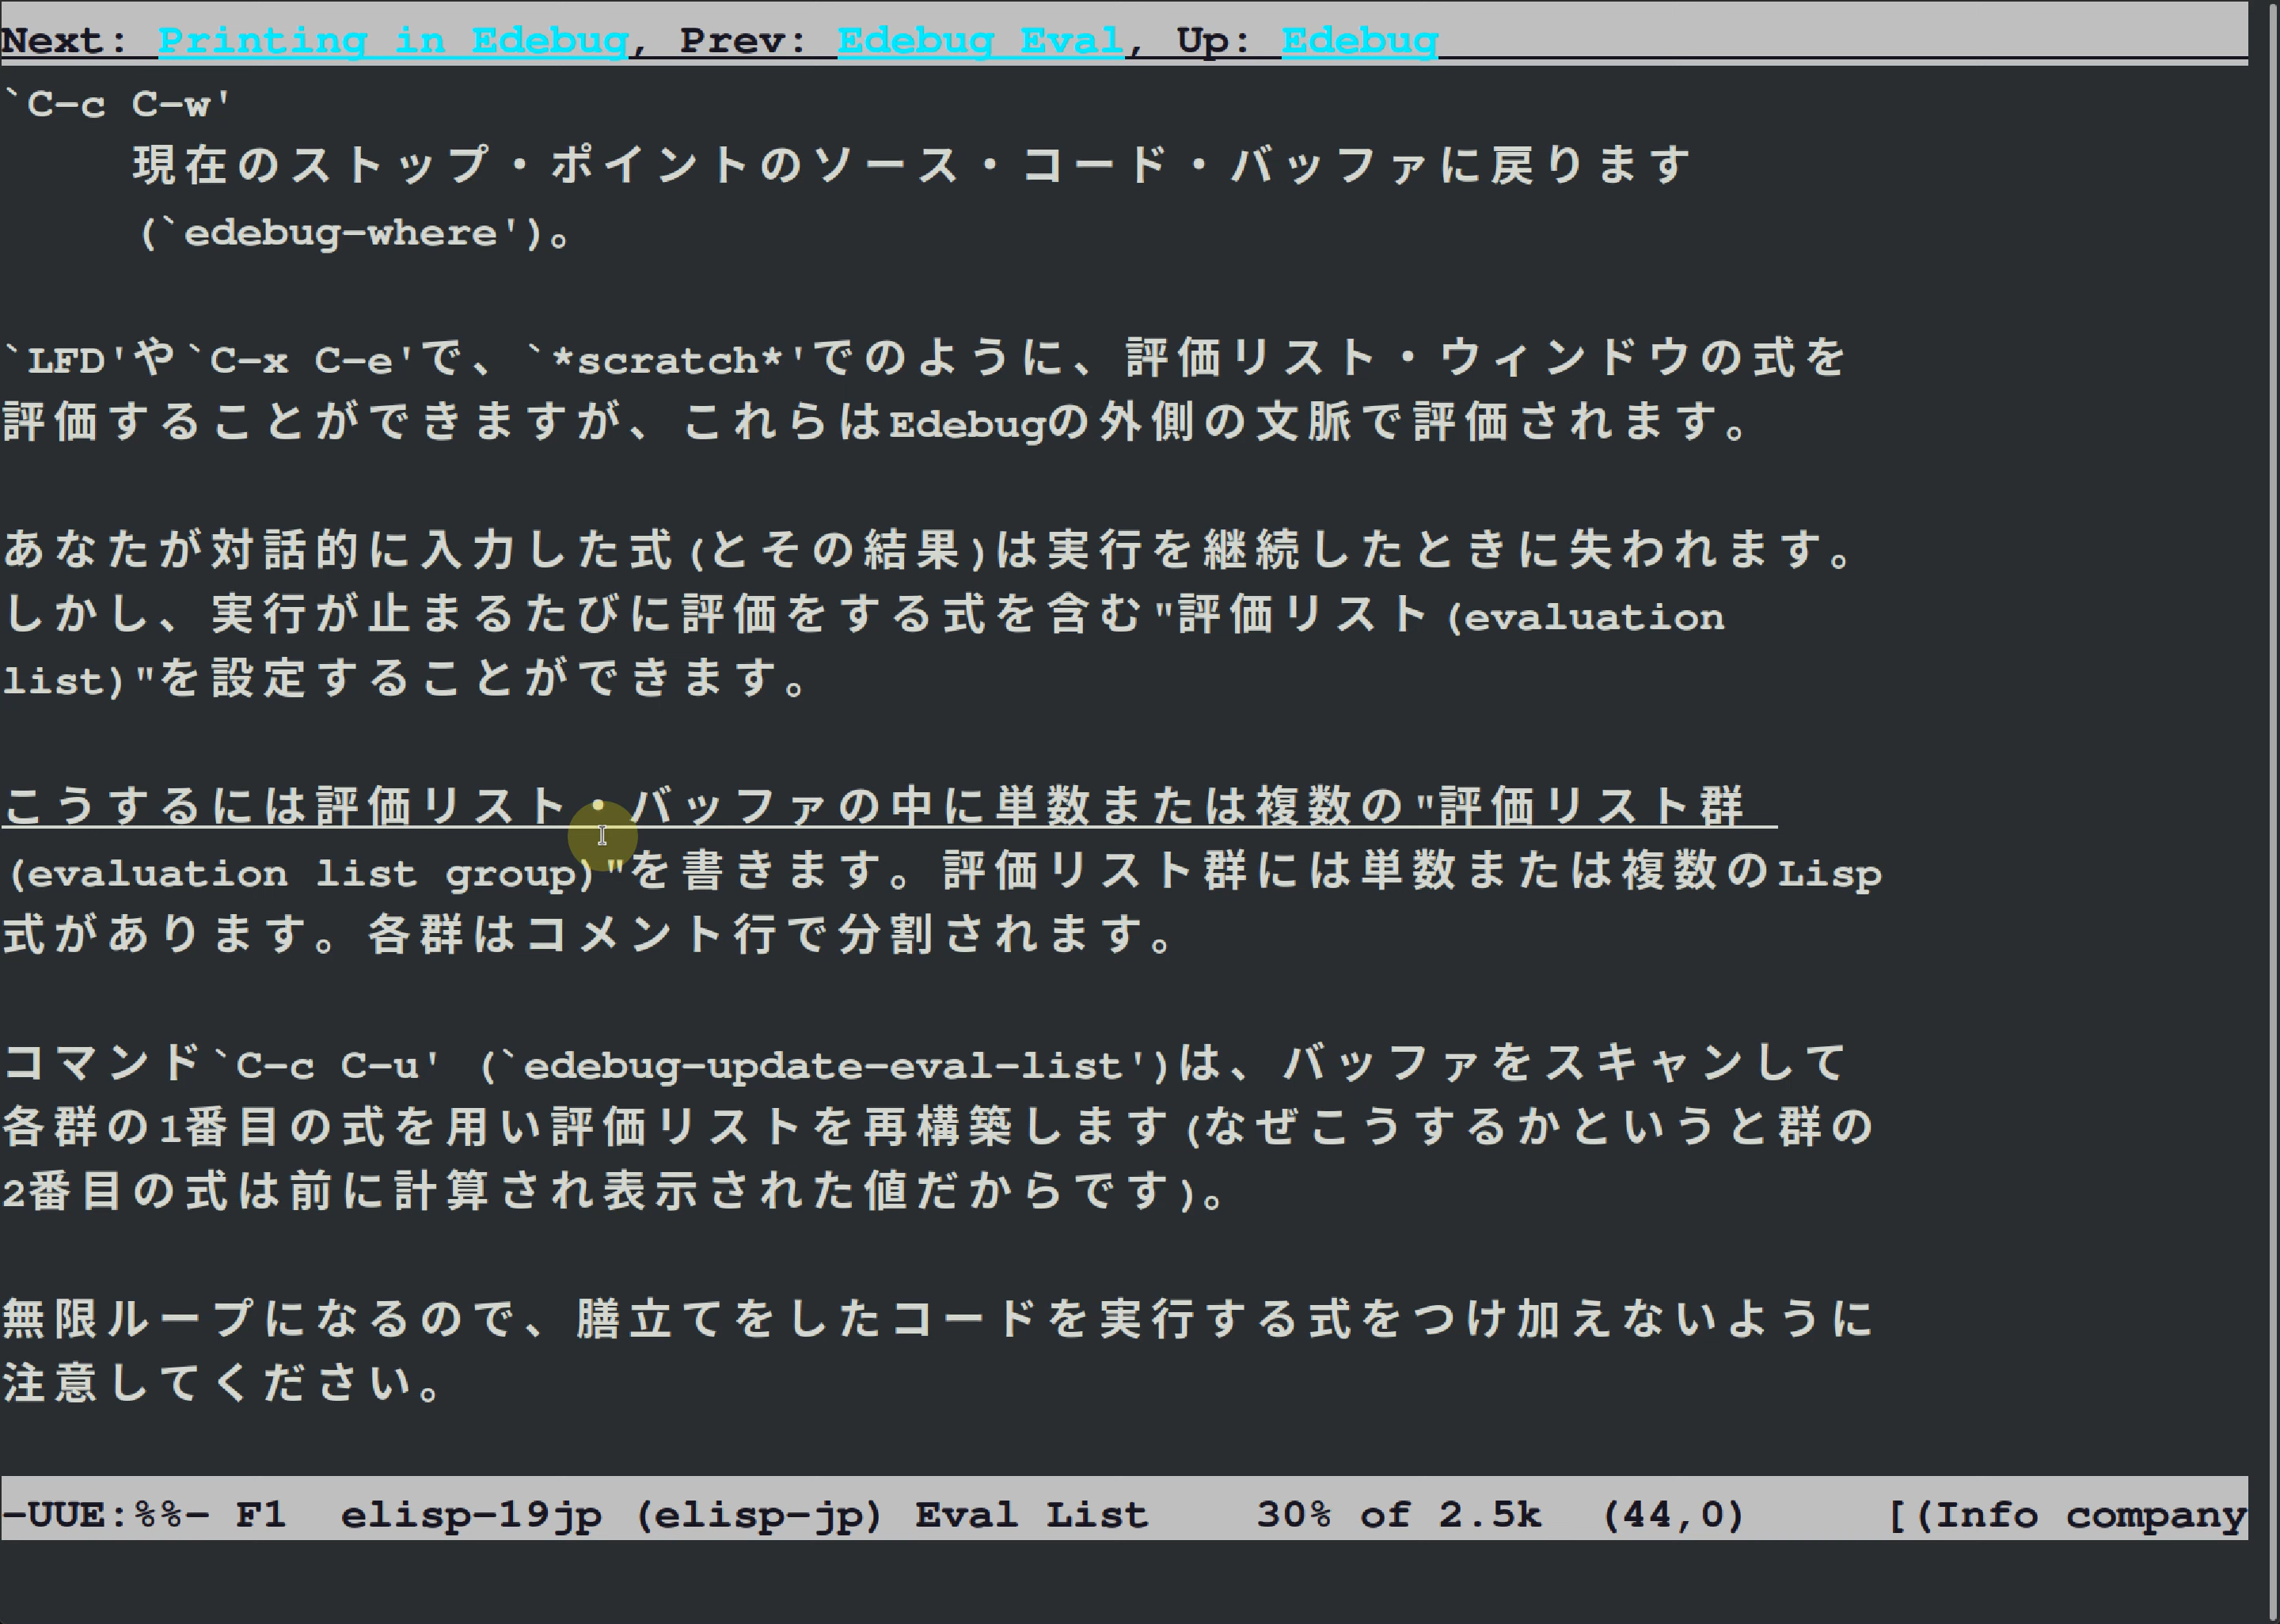 Next: Printing in Edebug, Prev: Edebug Eval, Up: Edebug
`C-c C-w'
現在のストップ・ポイントのソース・コード・バッファに戻ります
(`edebug-where')。
`LFD'や`C-x C-e'で、`*scratch*'でのように、評価リスト・ウィンドウの式を
評価することができますが、これらはEdebugの外側の文脈で評価されます。
あなたが対話的に入力した式(とその結果)は実行を継続したときに失われます。
しかし、実行が止まるたびに評価をする式を含む"評価リスト(evaluation
list)"を設定することができます。
こうするには評価リスト・バッファの中に単数または複数の"評価リスト群
(evaluation list group)"を書きます。評価リスト群には単数または複数のLisp
式があります。各群はコメント行で分割されます。
コマンド`C-c C-u' (`edebug-update-eval-list')は、バッファをスキャンして
各群の1番目の式を用い評価リストを再構築します(なぜこうするかというと群の
2番目の式は前に計算され表示された値だからです)。
無限ループになるので、膳立てをしたコードを実行する式をつけ加えないように
注意してください。
-UUE:%%- F1  elisp-19jp (elisp-jp) Eval List    30% of 2.5k  (44,0)     [(Info company